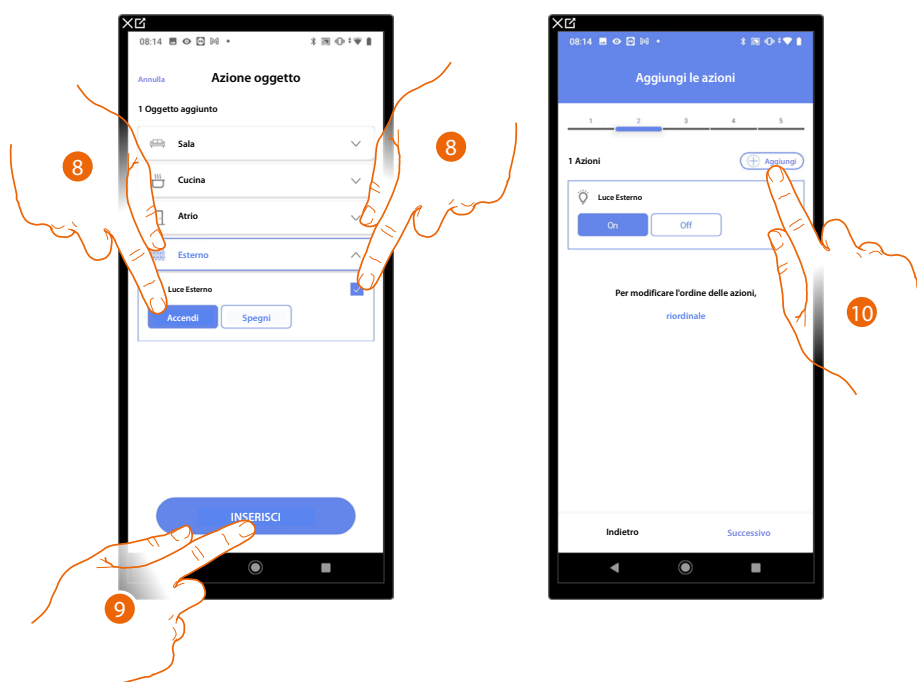 08:14
Annulla
Azione oggetto
1 Oggetto aggiunto
Sala
Cucina
Atrio
Esterno
Luce Esterno
Accendi
Spegni
INSERISCI
8
8
9
08:14
Aggiungi le azioni
1 2 3 4 5
1 Azioni
Aggiungi
Luce Esterno
On
Off
Per modificare l'ordine delle azioni,
riordinale
Indietro
Successivo
10